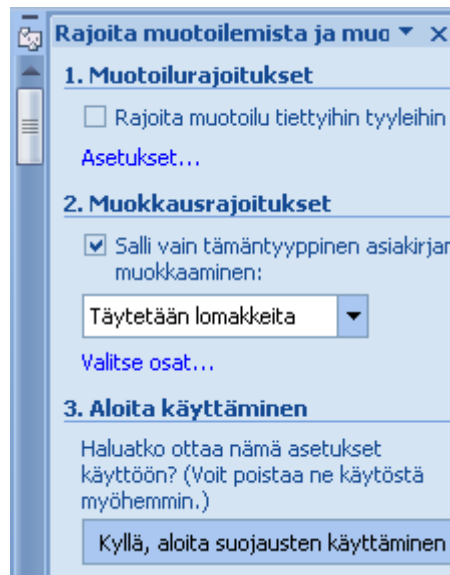 Rajoita muotoilemista ja muo
1. Muotoilurajoitukset
Rajoita muotoilu tiettyihin tyyleihin
Asetukset...
2. Muokkausrajoitukset
Salli vain tämäntyyppinen asiakirjan
muokkaaminen:
Täytetään lomakkeita
Valitse osat...
3. Aloita käyttäminen
Haluatko ottaa nämä asetukset
käyttöön? (Voit poistaa ne käytöstä
myöhemmin.)
Kyllä, aloita suojausten käyttäminen